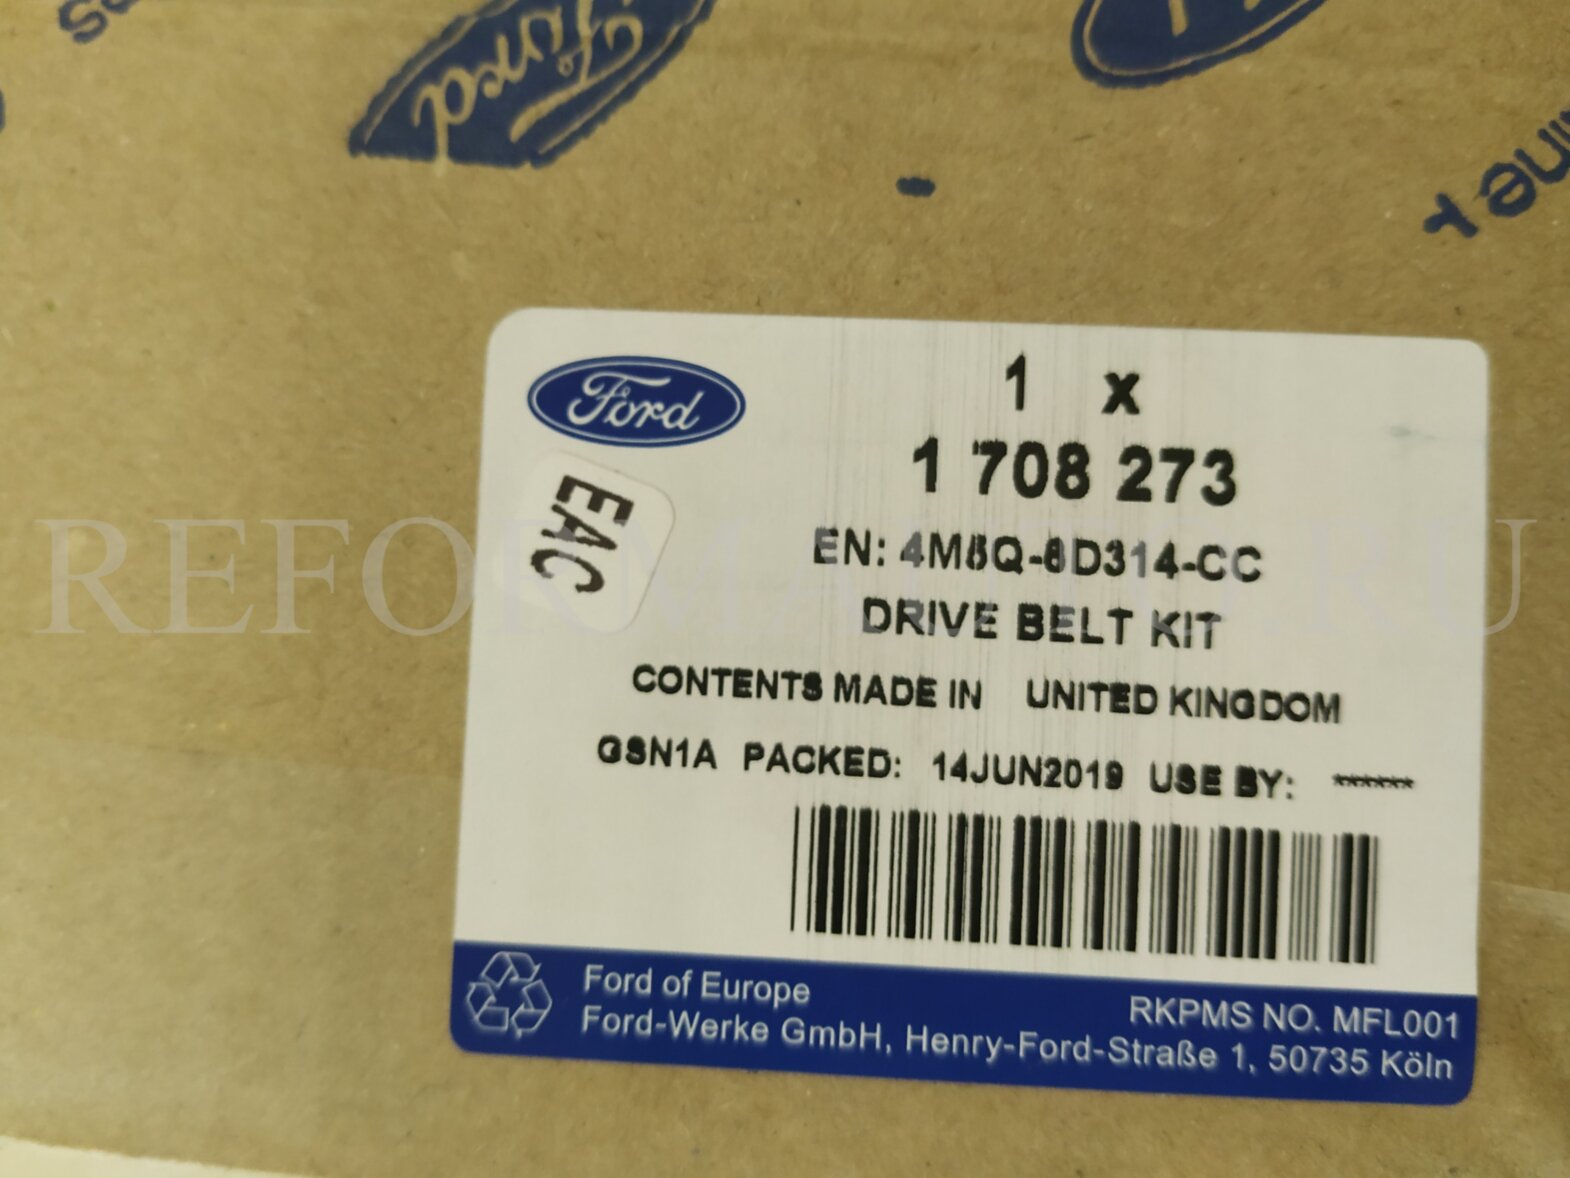 Ford
Ford
1 x
1 708 273
EAC
EN: 4M5Q-6D314-CC
REFORMAUTO.RU
DRIVE BELT KIT
CONTENTS MADE IN UNITED KINGDOM
GSN1A PACKED: 14JUN2019 USE BY: ******
Ford of Europe
RKPMS NO. MFL001
Ford-Werke GmbH, Henry-Ford-Straße 1, 50735 Köln